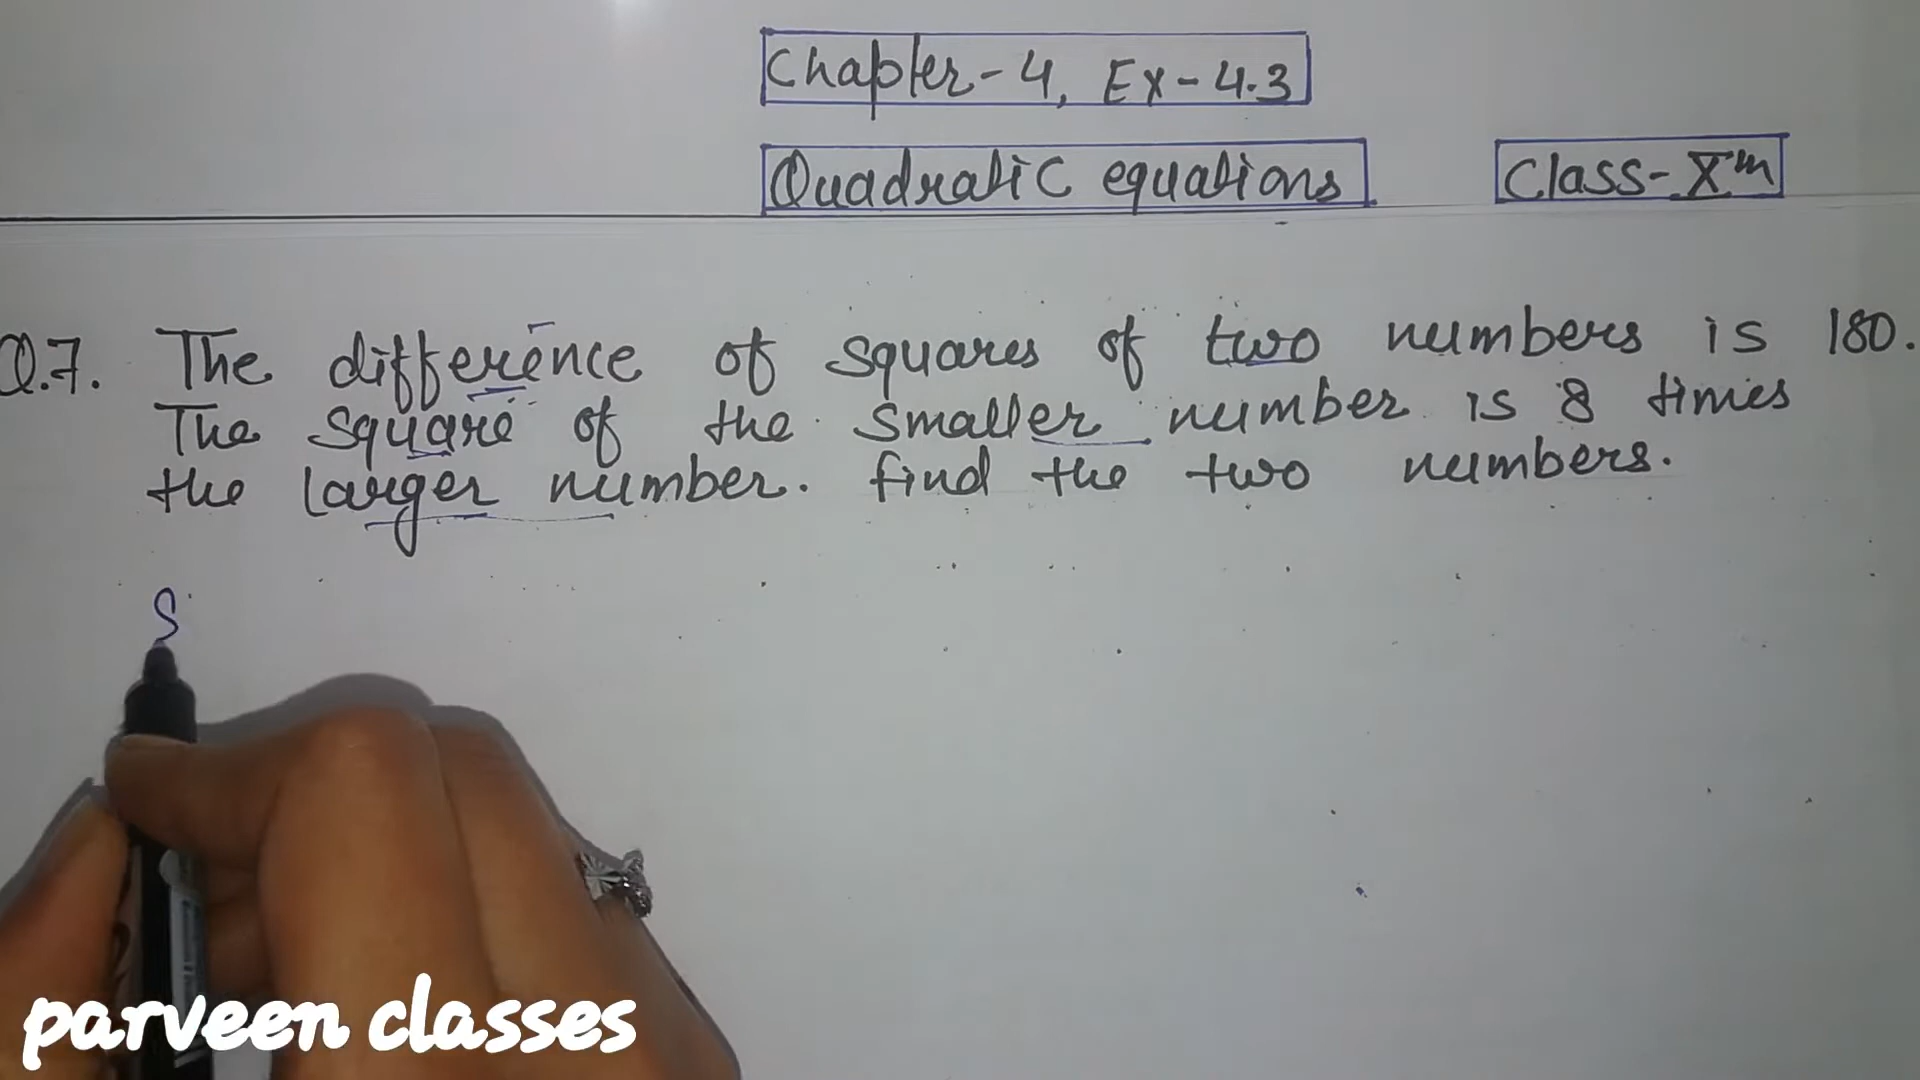 Chapter-4, Ex-4.3
Quadratic equations
Class-Xth
Q.7. The difference of squares of two numbers is 180.
The square of the smaller number is 8 times
the larger number. find the two numbers.
S
parveen classes